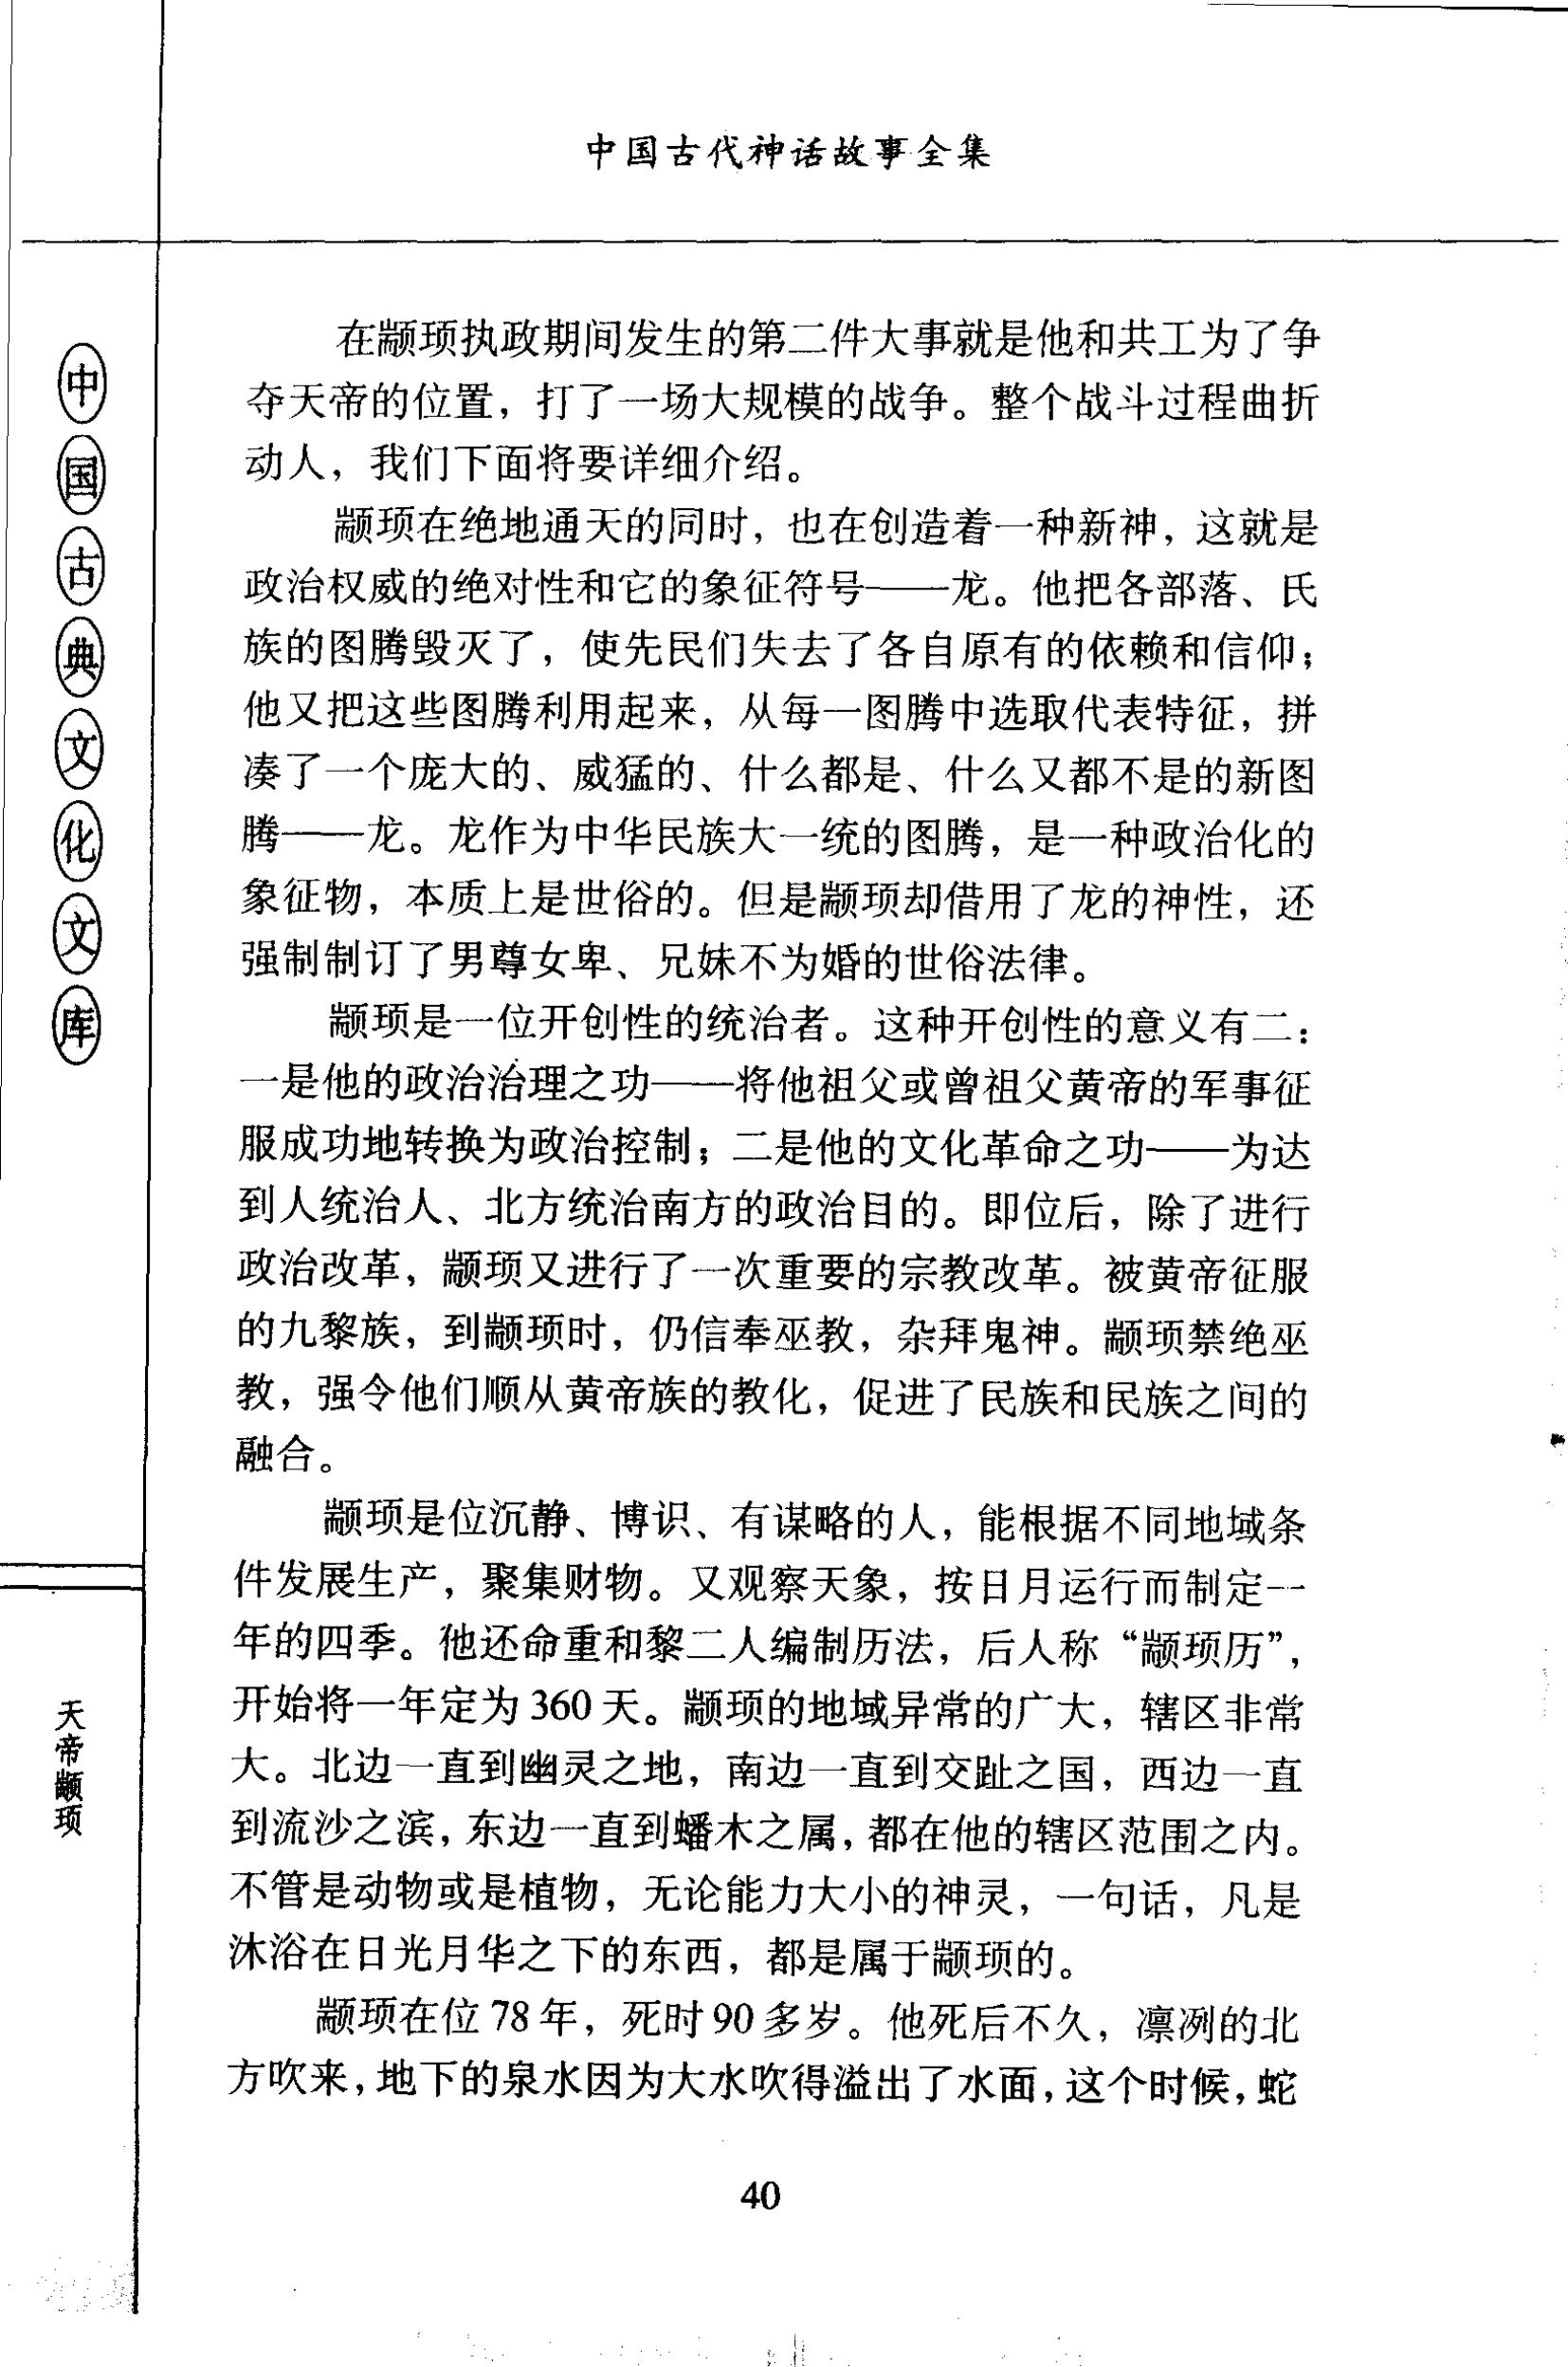 中国古代神话故事全集
中国古典文化文库
天帝颛顼
在颛顼执政期间发生的第二件大事就是他和共工为了争
夺天帝的位置，打了一场大规模的战争。整个战斗过程曲折
动人，我们下面将要详细介绍。
颛顼在绝地通天的同时，也在创造着一种新神，这就是
政治权威的绝对性和它的象征符号——龙。他把各部落、氏
族的图腾毁灭了，使先民们失去了各自原有的依赖和信仰；
他又把这些图腾利用起来，从每一图腾中选取代表特征，拼
凑了一个庞大的、威猛的、什么都是、什么又都不是的新图
腾——龙。龙作为中华民族大一统的图腾，是一种政治化的
象征物，本质上是世俗的。但是颛顼却借用了龙的神性，还
强制制订了男尊女卑、兄妹不为婚的世俗法律。
颛顼是一位开创性的统治者。这种开创性的意义有二：
一是他的政治治理之功——将他祖父或曾祖父黄帝的军事征
服成功地转换为政治控制；二是他的文化革命之功——为达
到人统治人、北方统治南方的政治目的。即位后，除了进行
政治改革，颛顼又进行了一次重要的宗教改革。被黄帝征服
的九黎族，到颛顼时，仍信奉巫教，杂拜鬼神。颛顼禁绝巫
教，强令他们顺从黄帝族的教化，促进了民族和民族之间的
融合。
颛顼是位沉静、博识、有谋略的人，能根据不同地域条
件发展生产，聚集财物。又观察天象，按日月运行而制定一
年的四季。他还命重和黎二人编制历法，后人称“颛顼历”，
开始将一年定为 360 天。颛顼的地域异常的广大，辖区非常
大。北边一直到幽灵之地，南边一直到交趾之国，西边一直
到流沙之滨，东边一直到蟠木之属，都在他的辖区范围之内。
不管是动物或是植物，无论能力大小的神灵，一句话，凡是
沐浴在日光月华之下的东西，都是属于颛顼的。
颛顼在位 78 年，死时 90 多岁。他死后不久，凛冽的北
方吹来，地下的泉水因为大水吹得溢出了水面，这个时候，蛇
40